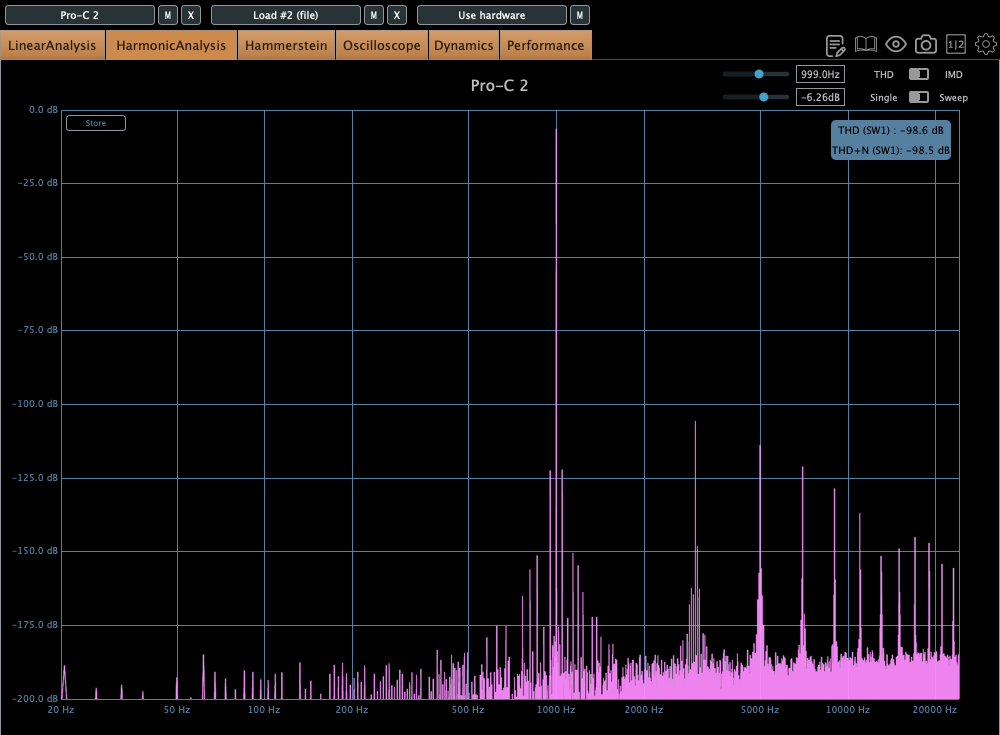 Pro-C 2 M X Load #2 (file) M X Use hardware M
LinearAnalysis HarmonicAnalysis Hammerstein Oscilloscope Dynamics Performance 1|2
Pro-C 2
999.0Hz THD IMD
-6.26dB Single Sweep
Store
THD (SW1) : -98.6 dB
THD+N (SW1): -98.5 dB
0.0 dB
-25.0 dB
-50.0 dB
-75.0 dB
-100.0 dB
-125.0 dB
-150.0 dB
-175.0 dB
-200.0 dB
20 Hz 50 Hz 100 Hz 200 Hz 500 Hz 1000 Hz 2000 Hz 5000 Hz 10000 Hz 20000 Hz